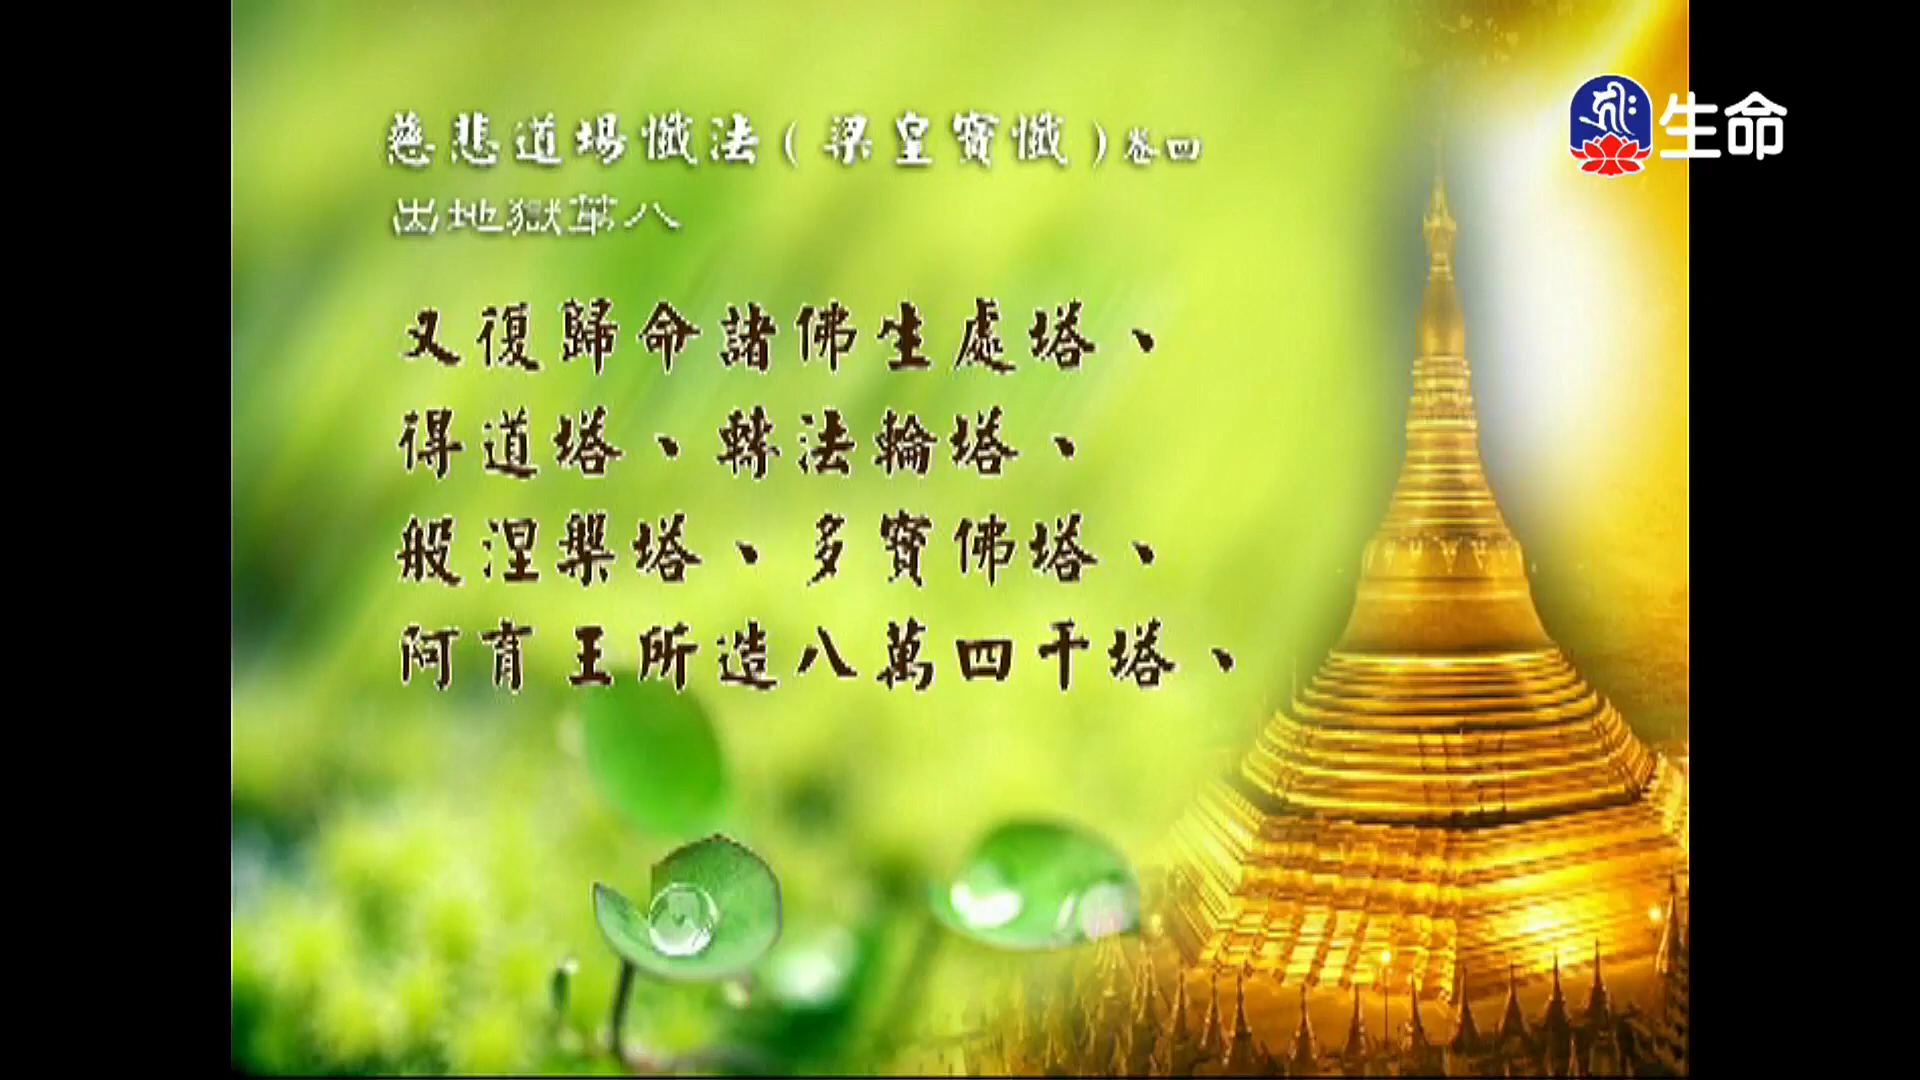 慈悲道場懺法(梁皇寶懺)卷四
出地獄第八
又復歸命諸佛生處塔、
得道塔、轉法輪塔、
般涅槃塔、多寶佛塔、
阿育王所造八萬四千塔、
生命